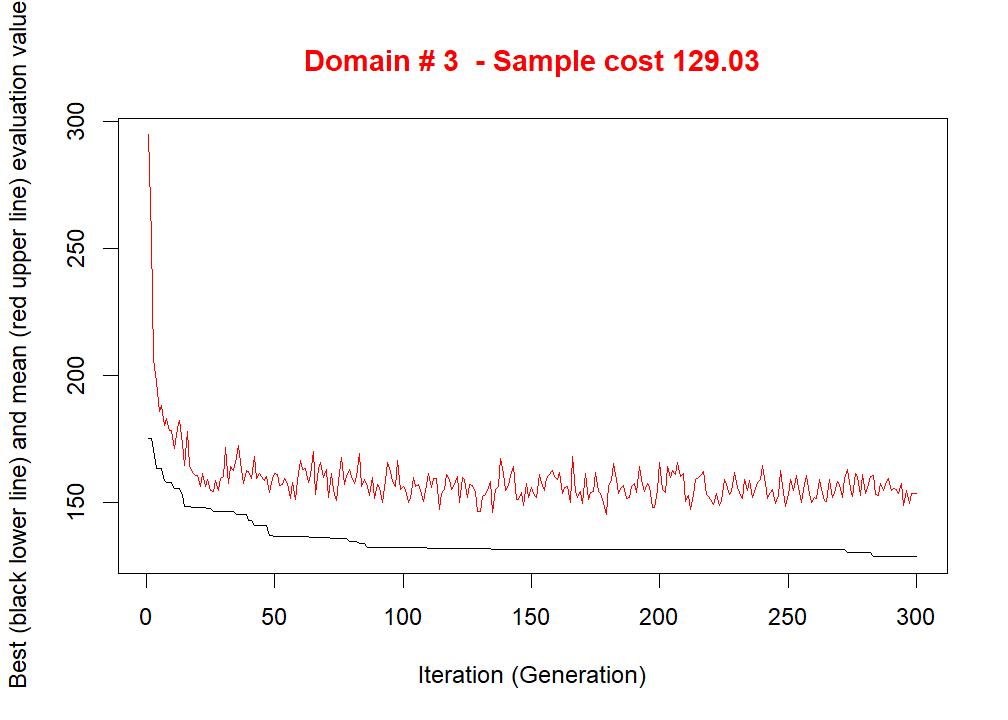 Domain # 3  - Sample cost 129.03
Best (black lower line) and mean (red upper line) evaluation value
300
250
200
150
0 50 100 150 200 250 300
Iteration (Generation)